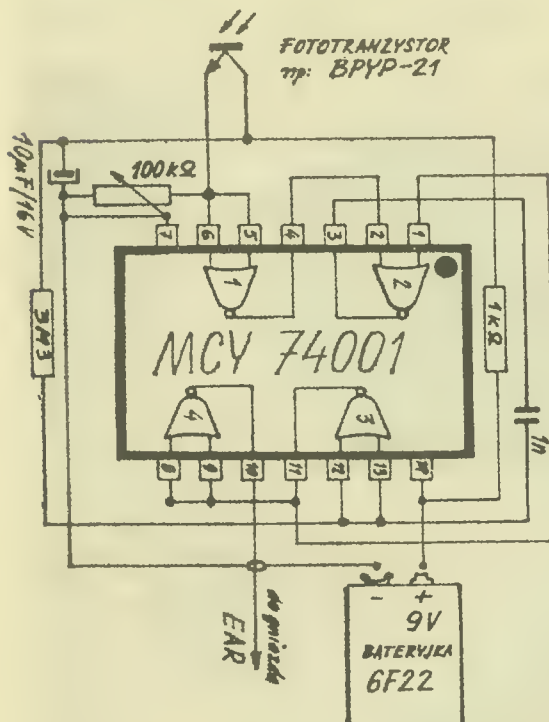 FOTOTRANZYSTOR
np: BPYP-21
10μF/16V
100kΩ
7
6
5
4
3
2
1
1
2
3M3
MCY 74001
1kΩ
1n
4
3
8
9
10
11
12
13
14
do gniazda
EAR
- +
9V
BATERYJKA
6F22